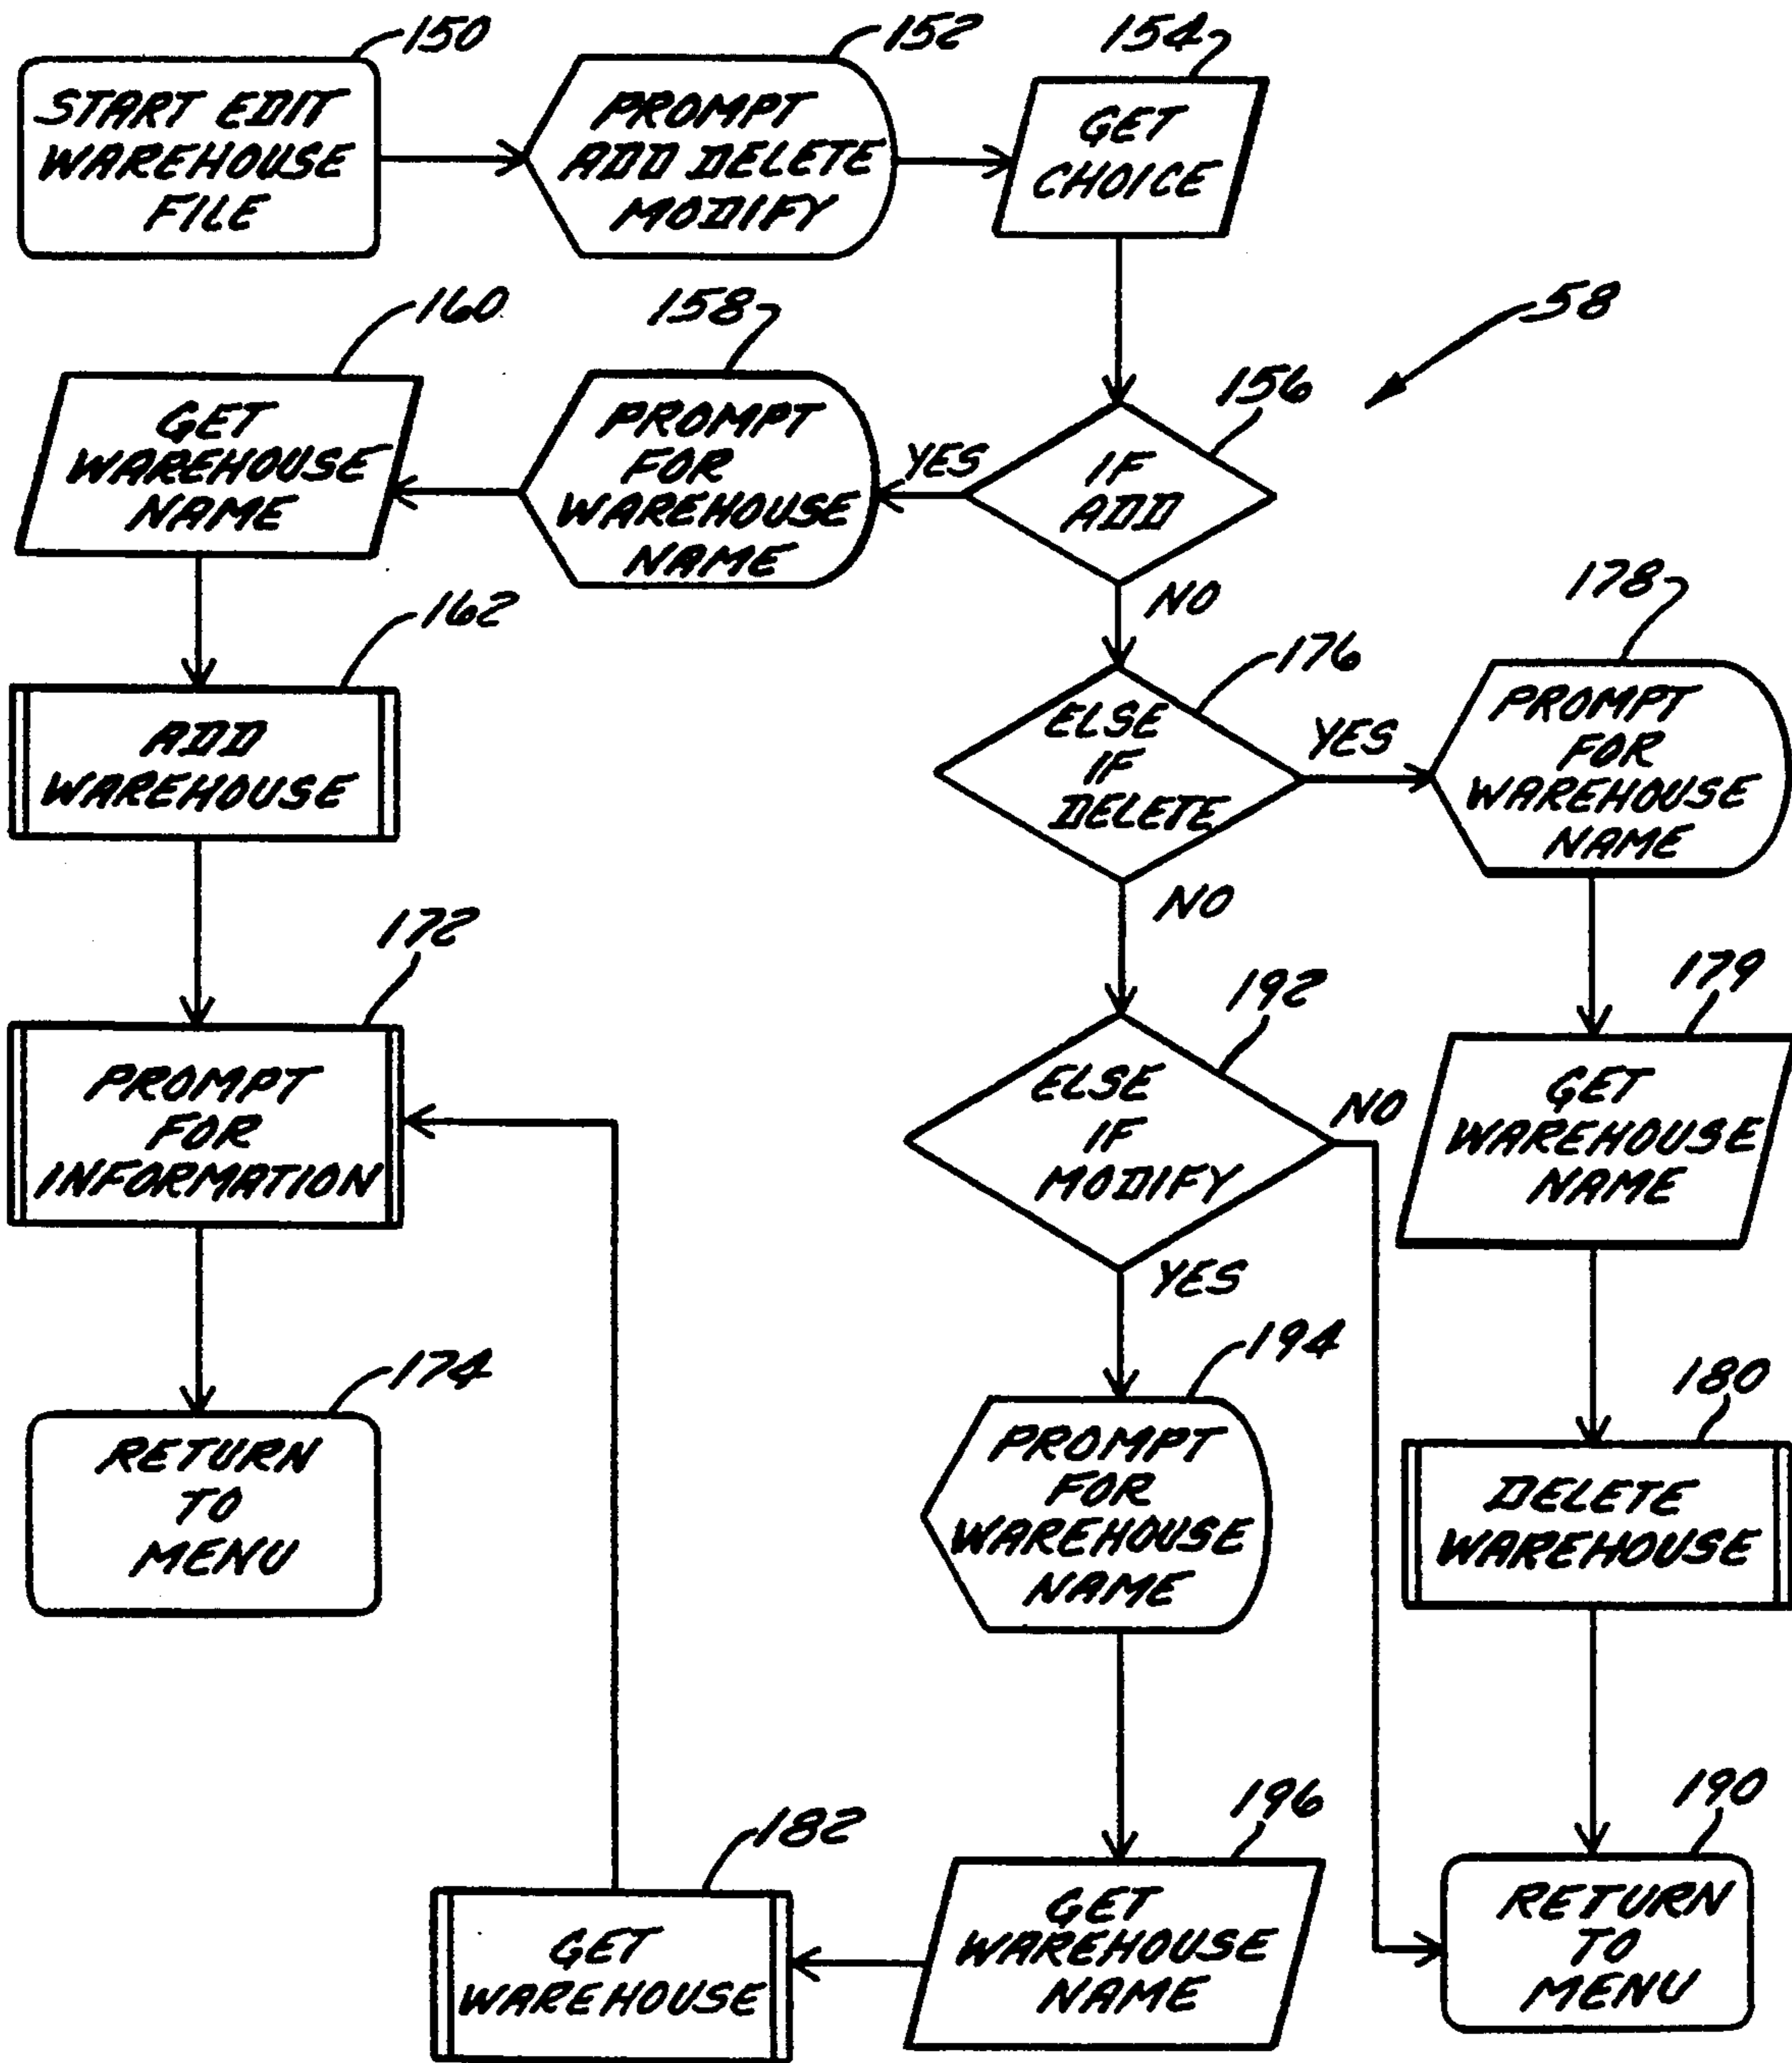 150
START EDIT
WAREHOUSE
FILE
152
PROMPT
ADD DELETE
MODIFY
154
GET
CHOICE
58
156
IF
ADD
YES
NO
158
PROMPT
FOR
WAREHOUSE
NAME
160
GET
WAREHOUSE
NAME
162
ADD
WAREHOUSE
172
PROMPT
FOR
INFORMATION
174
RETURN
TO
MENU
176
ELSE
IF
DELETE
YES
NO
178
PROMPT
FOR
WAREHOUSE
NAME
179
GET
WAREHOUSE
NAME
180
DELETE
WAREHOUSE
190
RETURN
TO
MENU
192
ELSE
IF
MODIFY
NO
YES
194
PROMPT
FOR
WAREHOUSE
NAME
196
GET
WAREHOUSE
NAME
182
GET
WAREHOUSE